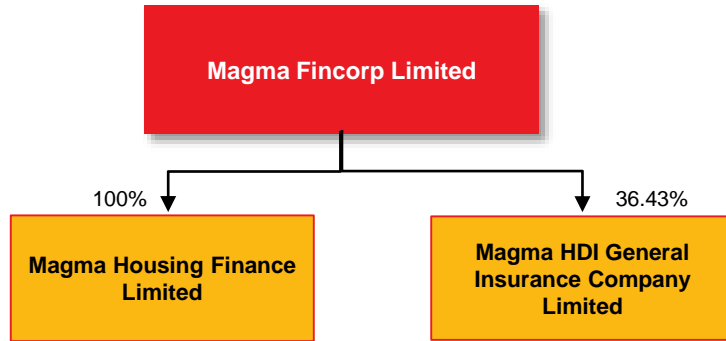 Magma Fincorp Limited
100%
36.43%
Magma Housing Finance
Limited
Magma HDI General
Insurance Company
Limited